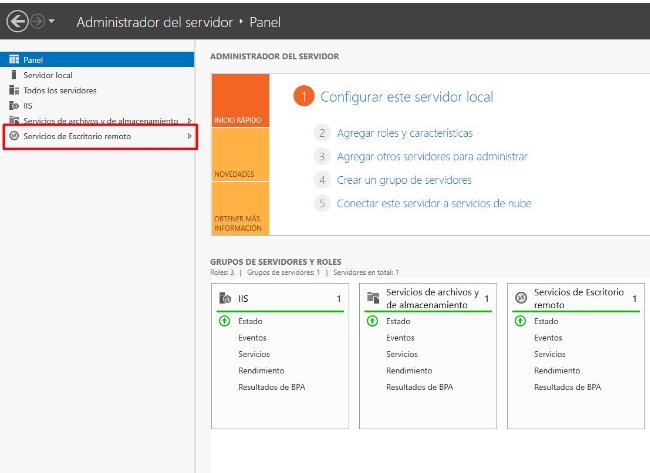 Administrador del servidor • Panel
Panel
Servidor local
Todos los servidores
IIS
Servicios de archivos y de almacenamiento
Servicios de Escritorio remoto
ADMINISTRADOR DEL SERVIDOR
INICIO RÁPIDO
NOVEDADES
OBTENER MÁS
INFORMACIÓN
1 Configurar este servidor local
2 Agregar roles y características
3 Agregar otros servidores para administrar
4 Crear un grupo de servidores
5 Conectar este servidor a servicios de nube
GRUPOS DE SERVIDORES Y ROLES
Roles: 3 | Grupos de servidores: 1 | Servidores en total: 1
IIS 1
Estado
Eventos
Servicios
Rendimiento
Resultados de BPA
Servicios de archivos y
de almacenamiento 1
Estado
Eventos
Servicios
Rendimiento
Resultados de BPA
Servicios de Escritorio
remoto 1
Estado
Eventos
Servicios
Rendimiento
Resultados de BPA